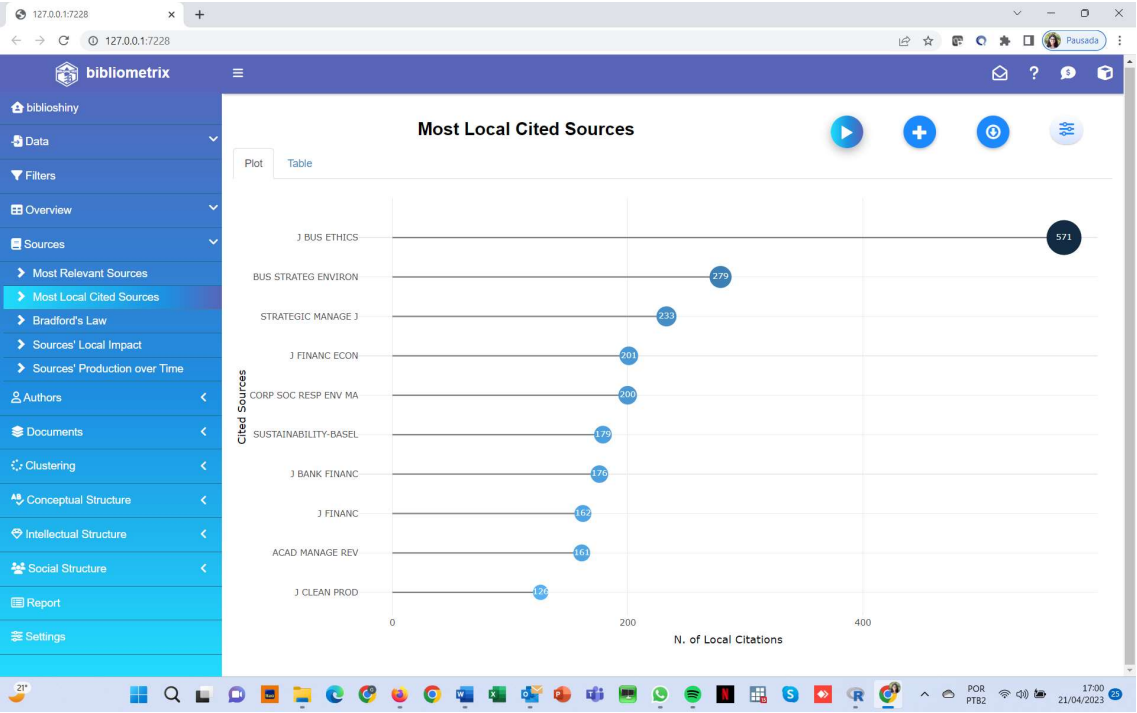 127.0.0.1:7228
127.0.0.1:7228
Pausada
bibliometrix
biblioshiny
Data
Filters
Overview
Sources
Most Relevant Sources
Most Local Cited Sources
Bradford's Law
Sources' Local Impact
Sources' Production over Time
Authors
Documents
Clustering
Conceptual Structure
Intellectual Structure
Social Structure
Report
Settings
Most Local Cited Sources
Plot Table
Cited Sources
J BUS ETHICS 571
BUS STRATEG ENVIRON 279
STRATEGIC MANAGE J 233
J FINANC ECON 201
CORP SOC RESP ENV MA 200
SUSTAINABILITY-BASEL 179
J BANK FINANC 176
J FINANC 162
ACAD MANAGE REV 161
J CLEAN PROD 126
0 200 400
N. of Local Citations
21°
POR
PTB2
17:00
21/04/2023
25